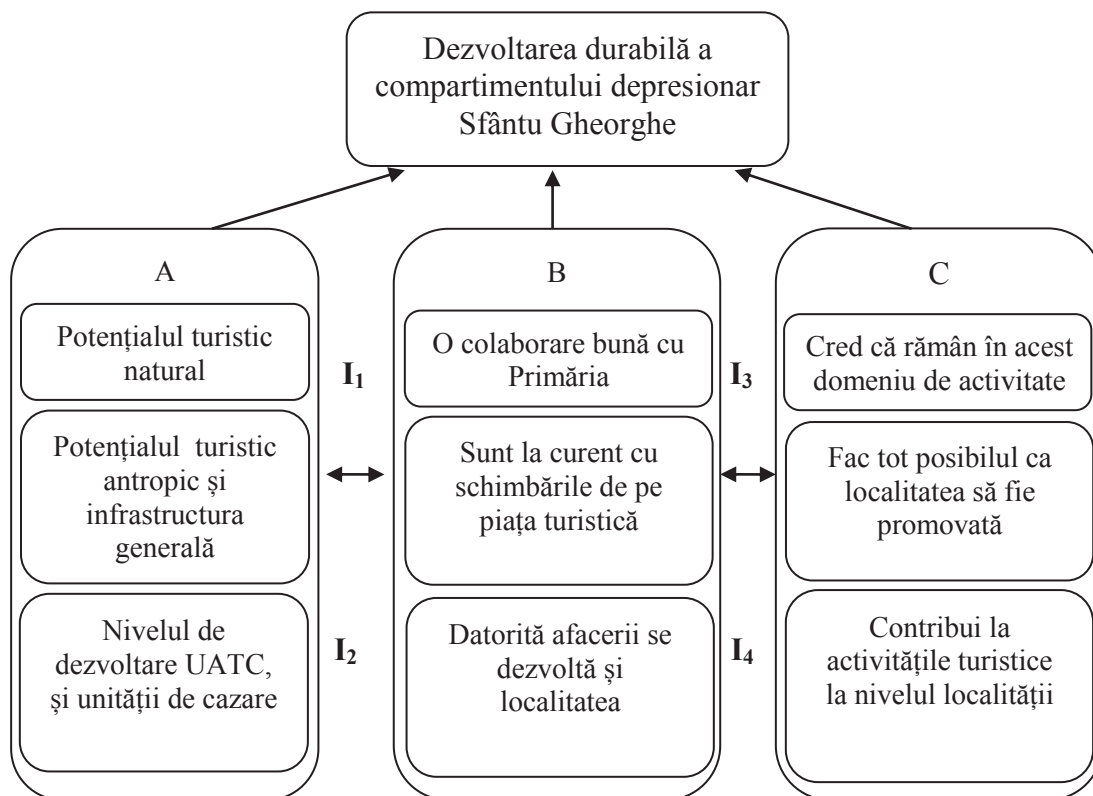 Dezvoltarea durabilă a
compartimentului depresionar
Sfântu Gheorghe
A
Potențialul turistic
natural
Potențialul turistic
antropic și
infrastructura
generală
Nivelul de
dezvoltare UATC,
și unității de cazare
I₁
I₂
B
O colaborare bună cu
Primăria
Sunt la curent cu
schimbările de pe
piața turistică
Datorită afacerii se
dezvoltă și
localitatea
I₃
I₄
C
Cred că rămân în acest
domeniu de activitate
Fac tot posibilul ca
localitatea să fie
promovată
Contribui la
activitățile turistice
la nivelul localității